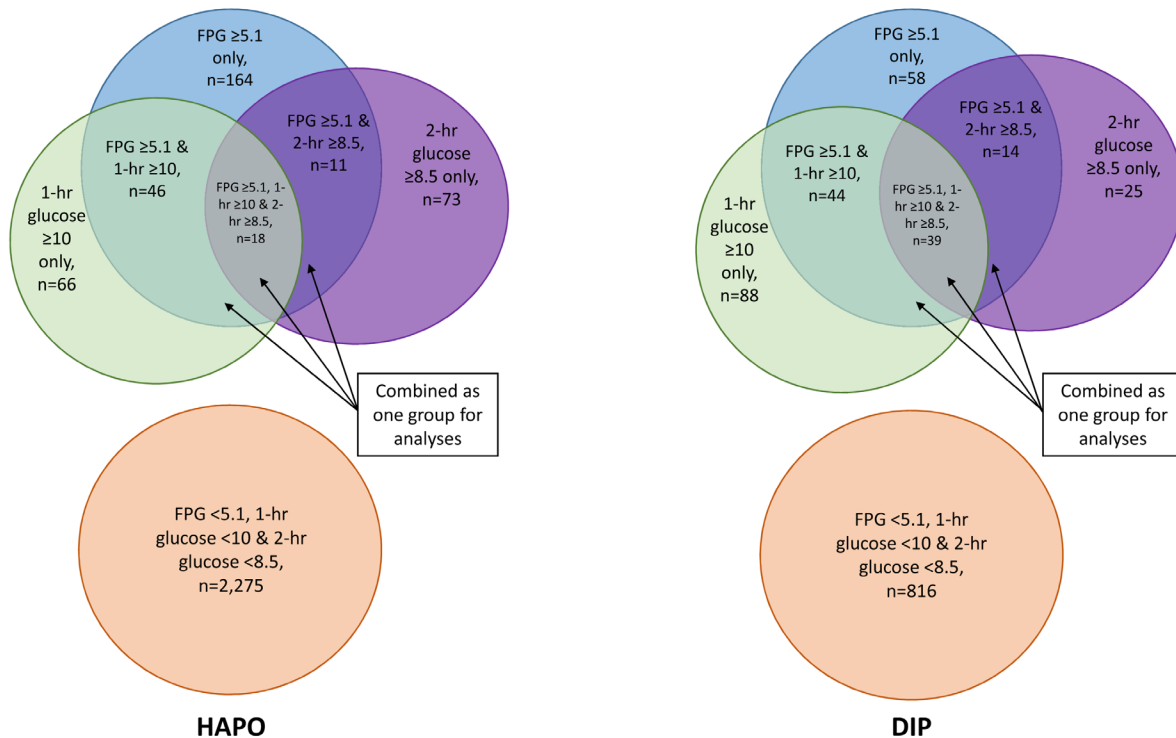 FPG ≥5.1
only,
n=164
FPG ≥5.1 &
2-hr ≥8.5,
n=11
2-hr
glucose
≥8.5 only,
n=73
FPG ≥5.1 &
1-hr ≥10,
n=46
FPG ≥5.1, 1-
hr ≥10 & 2-
hr ≥8.5,
n=18
1-hr
glucose
≥10
only,
n=66
Combined as
one group for
analyses
FPG <5.1, 1-hr
glucose <10 & 2-hr
glucose <8.5,
n=2,275
HAPO
FPG ≥5.1
only,
n=58
FPG ≥5.1 &
2-hr ≥8.5,
n=14
2-hr
glucose
≥8.5 only,
n=25
FPG ≥5.1 &
1-hr ≥10,
n=44
FPG ≥5.1, 1-
hr ≥10 & 2-
hr ≥8.5,
n=39
1-hr
glucose
≥10
only,
n=88
Combined as
one group for
analyses
FPG <5.1, 1-hr
glucose <10 & 2-hr
glucose <8.5,
n=816
DIP